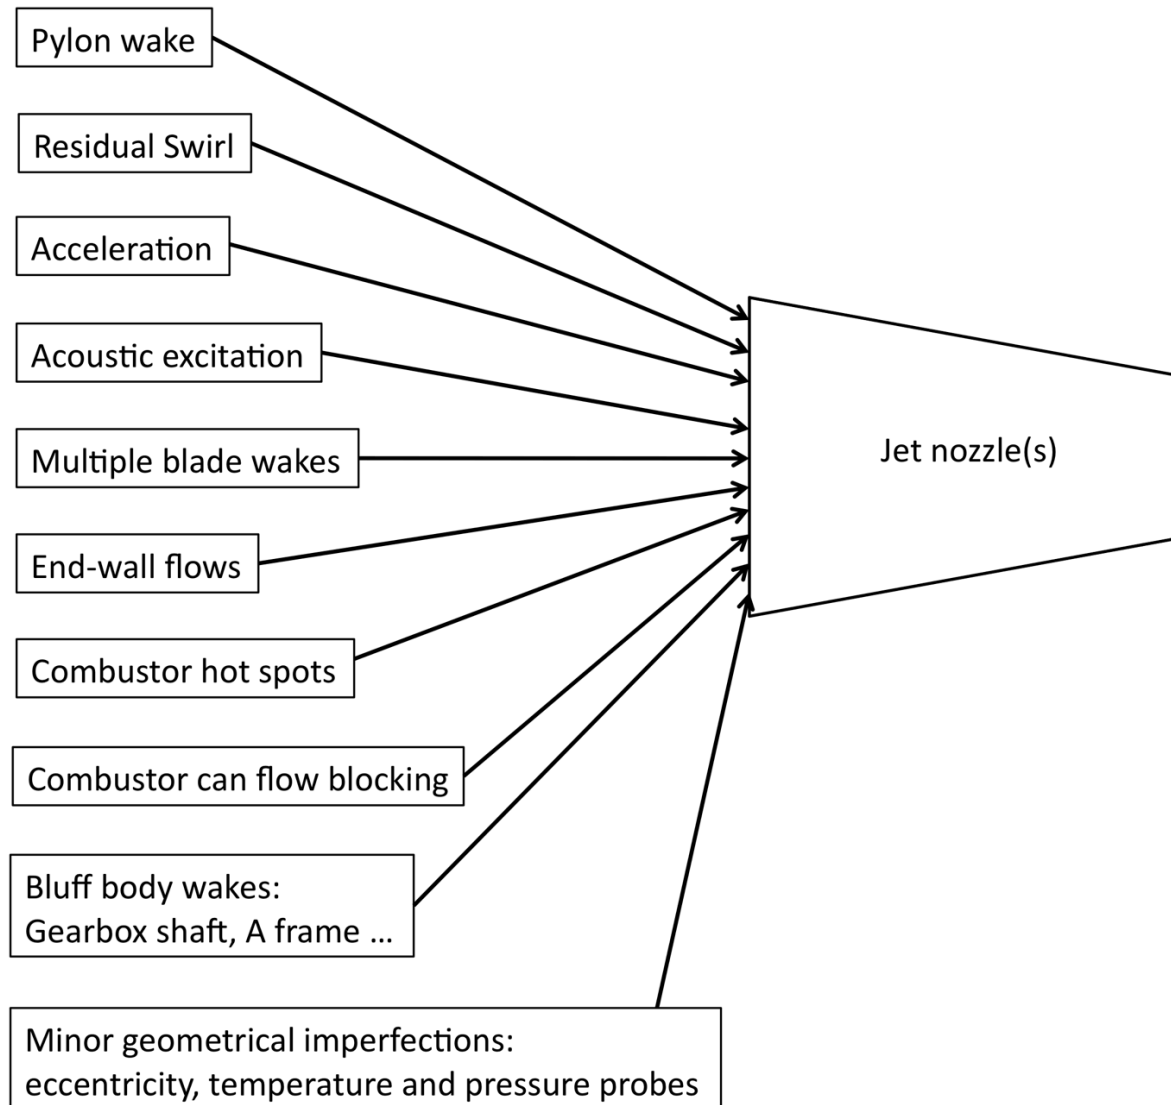 Pylon wake
Residual Swirl
Acceleration
Acoustic excitation
Multiple blade wakes
Jet nozzle(s)
End-wall flows
Combustor hot spots
Combustor can flow blocking
Bluff body wakes:
Gearbox shaft, A frame ...
Minor geometrical imperfections:
eccentricity, temperature and pressure probes